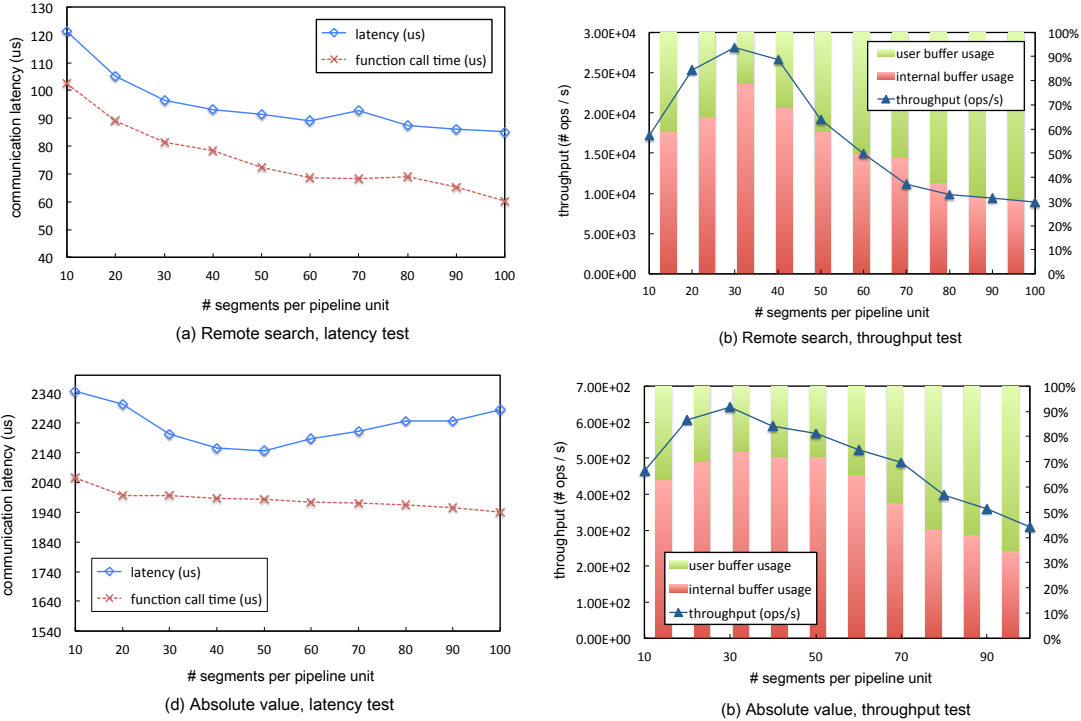 130
120
110
100
90
80
70
60
50
40
communication latency (us)
latency (us)
function call time (us)
10 20 30 40 50 60 70 80 90 100
# segments per pipeline unit
(a) Remote search, latency test
3.00E+04
2.50E+04
2.00E+04
1.50E+04
1.00E+04
5.00E+03
0.00E+00
throughput (# ops / s)
user buffer usage
internal buffer usage
throughput (ops/s)
100%
90%
80%
70%
60%
50%
40%
30%
20%
10%
0%
10 20 30 40 50 60 70 80 90 100
# segments per pipeline unit
(b) Remote search, throughput test
2340
2240
2140
2040
1940
1840
1740
1640
1540
communication latency (us)
latency (us)
function call time (us)
10 20 30 40 50 60 70 80 90 100
# segments per pipeline unit
(d) Absolute value, latency test
7.00E+02
6.00E+02
5.00E+02
4.00E+02
3.00E+02
2.00E+02
1.00E+02
0.00E+00
throughput (# ops / s)
user buffer usage
internal buffer usage
throughput (ops/s)
100%
90%
80%
70%
60%
50%
40%
30%
20%
10%
0%
10 30 50 70 90
# segments per pipeline unit
(b) Absolute value, throughput test